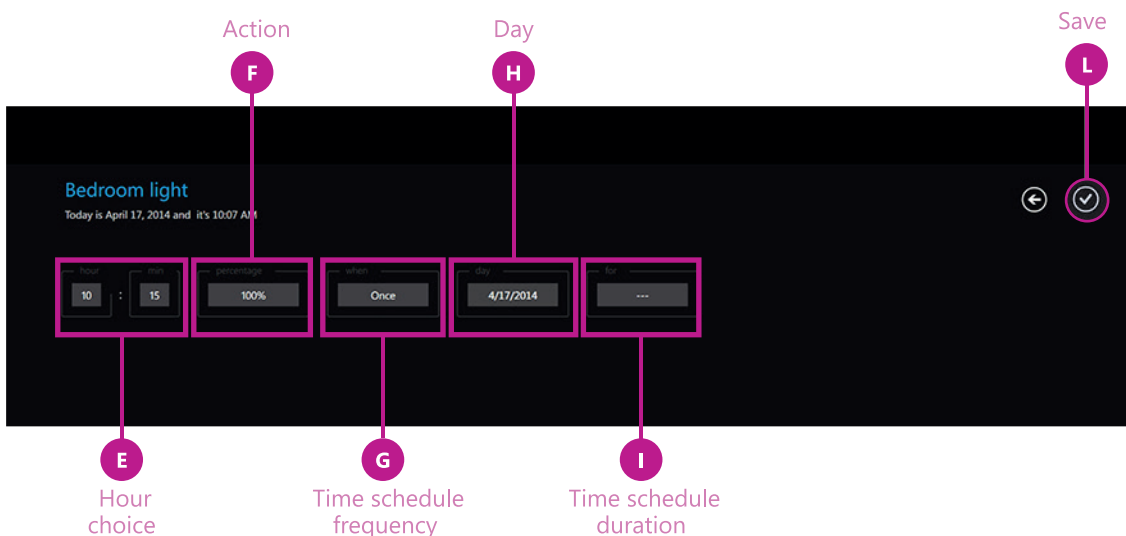 Action
Day
Save
F
H
L
Bedroom light
Today is April 17, 2014 and it's 10:07 AM
hour
min
percentage
when
day
for
10
:
15
100%
Once
4/17/2014
---
E
G
I
Hour
choice
Time schedule
frequency
Time schedule
duration